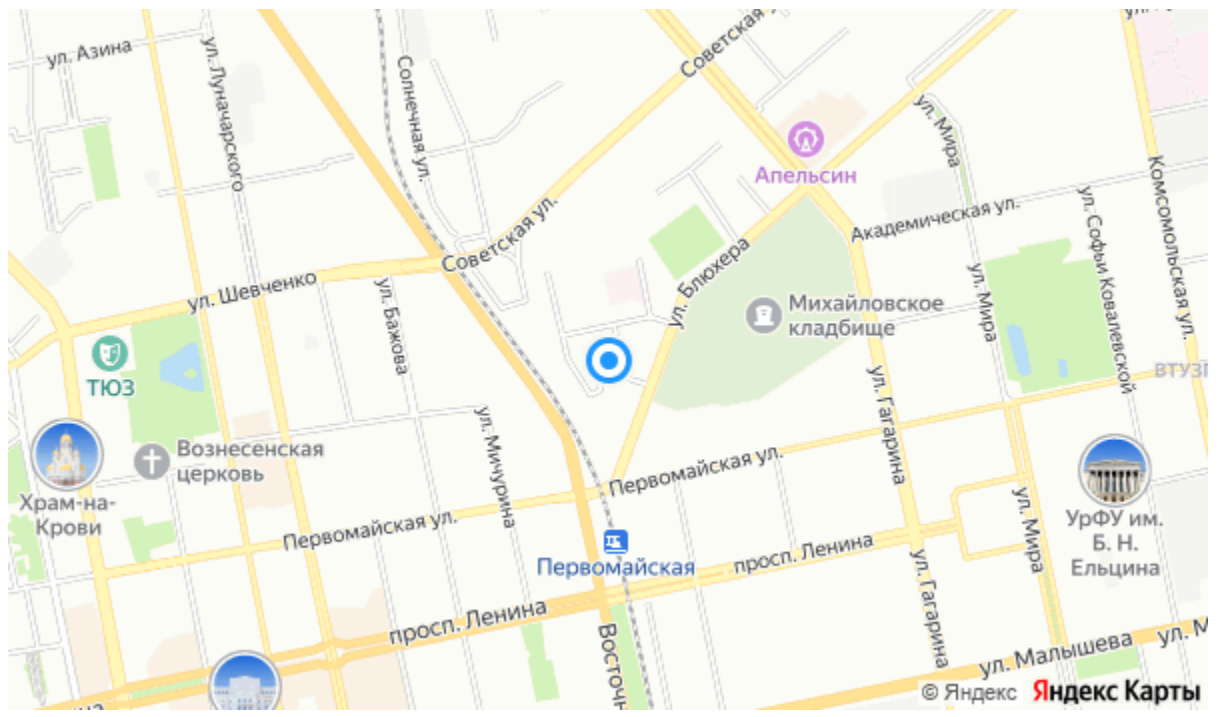 ул. Азина
ул. Луначарского
Солнечная ул.
Советская у
ул. Мира
Апельсин
Академическая ул.
Комсомольская ул.
ул. Софьи Ковалевской
Советская ул.
ул. Шевченко
ул. Бажова
ул. Блюхера
Михайловское
кладбище
ул. Мира
ТЮЗ
ВТУЗГ
ул. Гагарина
Вознесенская
церковь
ул. Мичурина
Первомайская ул.
Храм-на-
Крови
Первомайская ул.
ул. Мира
УрФУ им.
Б. Н.
Ельцина
Первомайская
просп. Ленина
ул. Гагарина
просп. Ленина
Восточн
ул. Малышева
ул. М
на
© Яндекс
Яндекс Карты